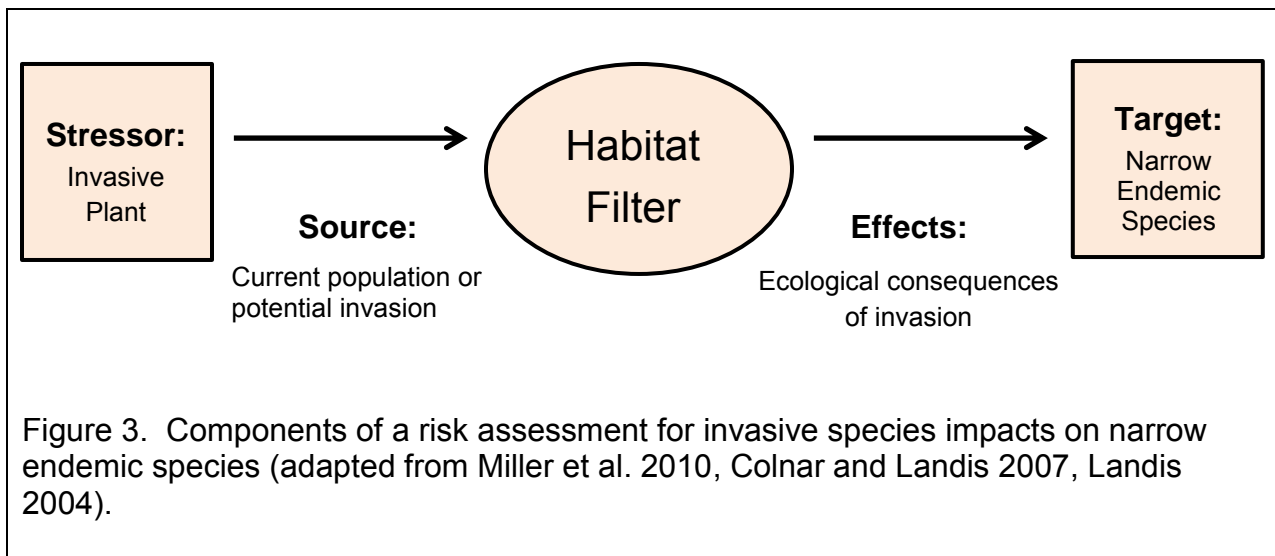 Stressor:
Invasive
Plant
Source:
Current population or
potential invasion
Habitat
Filter
Effects:
Ecological consequences
of invasion
Target:
Narrow
Endemic
Species
Figure 3.  Components of a risk assessment for invasive species impacts on narrow
endemic species (adapted from Miller et al. 2010, Colnar and Landis 2007, Landis
2004).